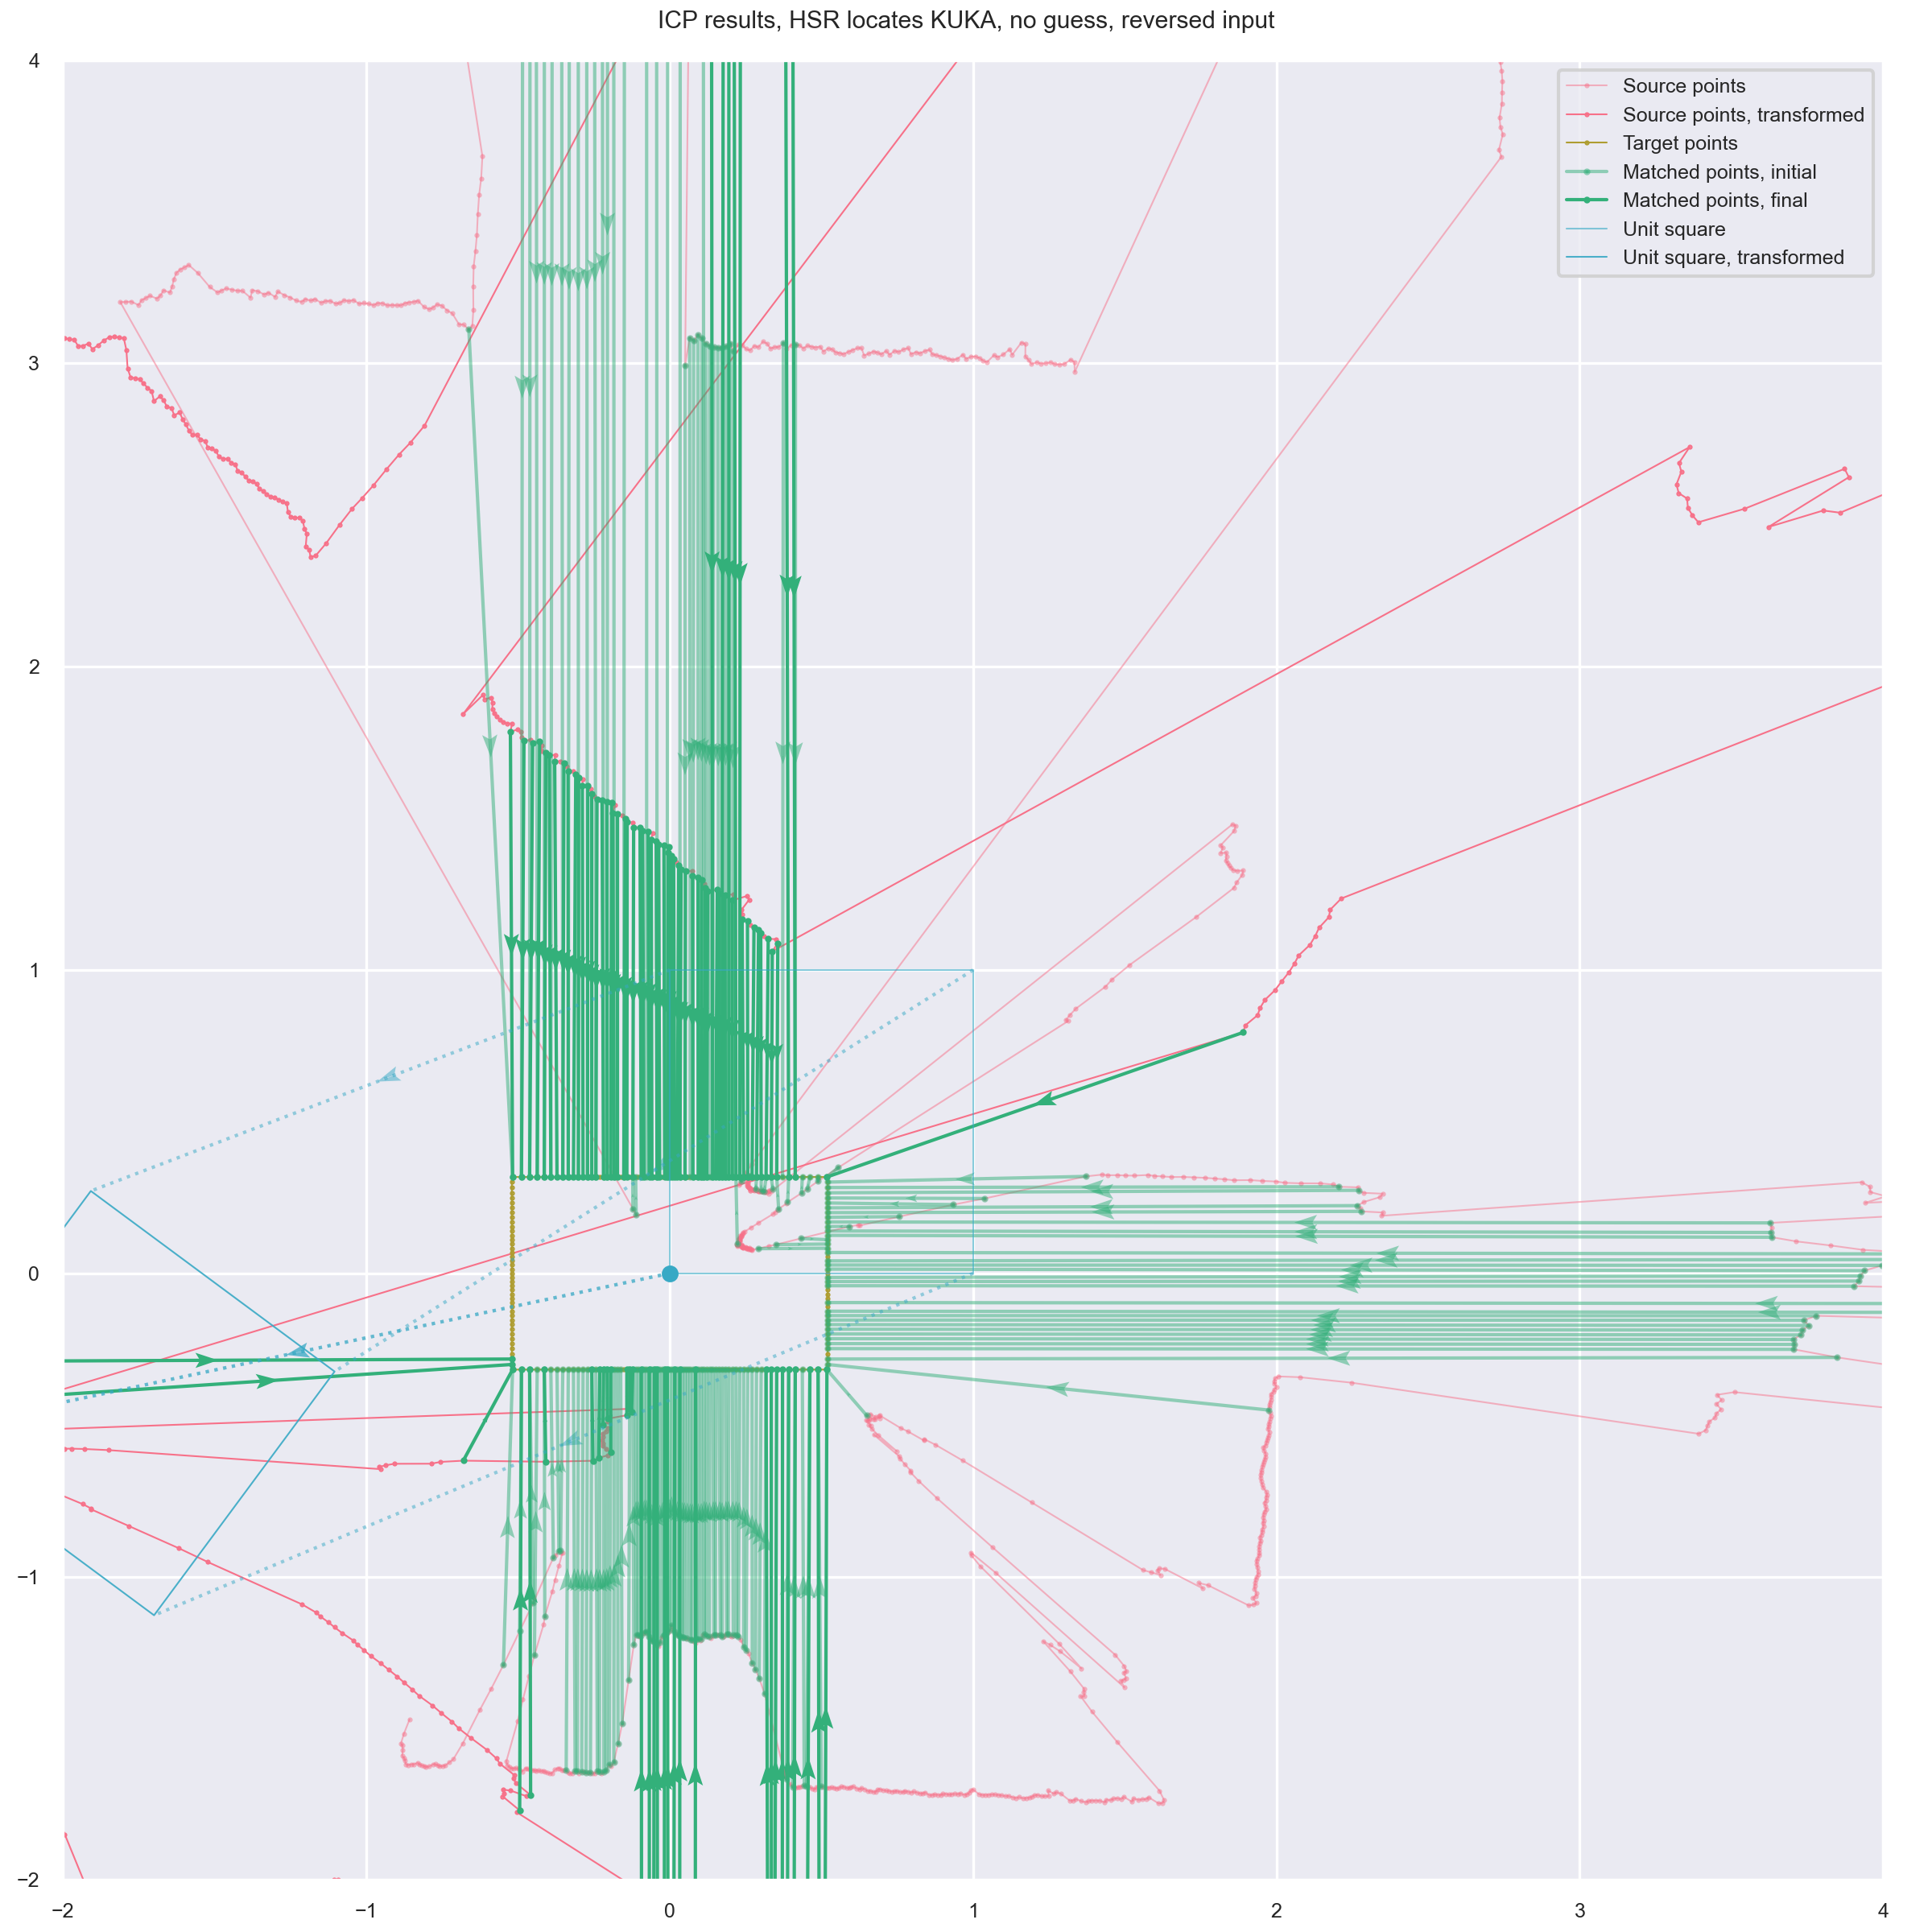 ICP results, HSR locates KUKA, no guess, reversed input
4
3
2
1
0
−1
−2
−2
−1
0
1
2
3
4
Source points
Source points, transformed
Target points
Matched points, initial
Matched points, final
Unit square
Unit square, transformed